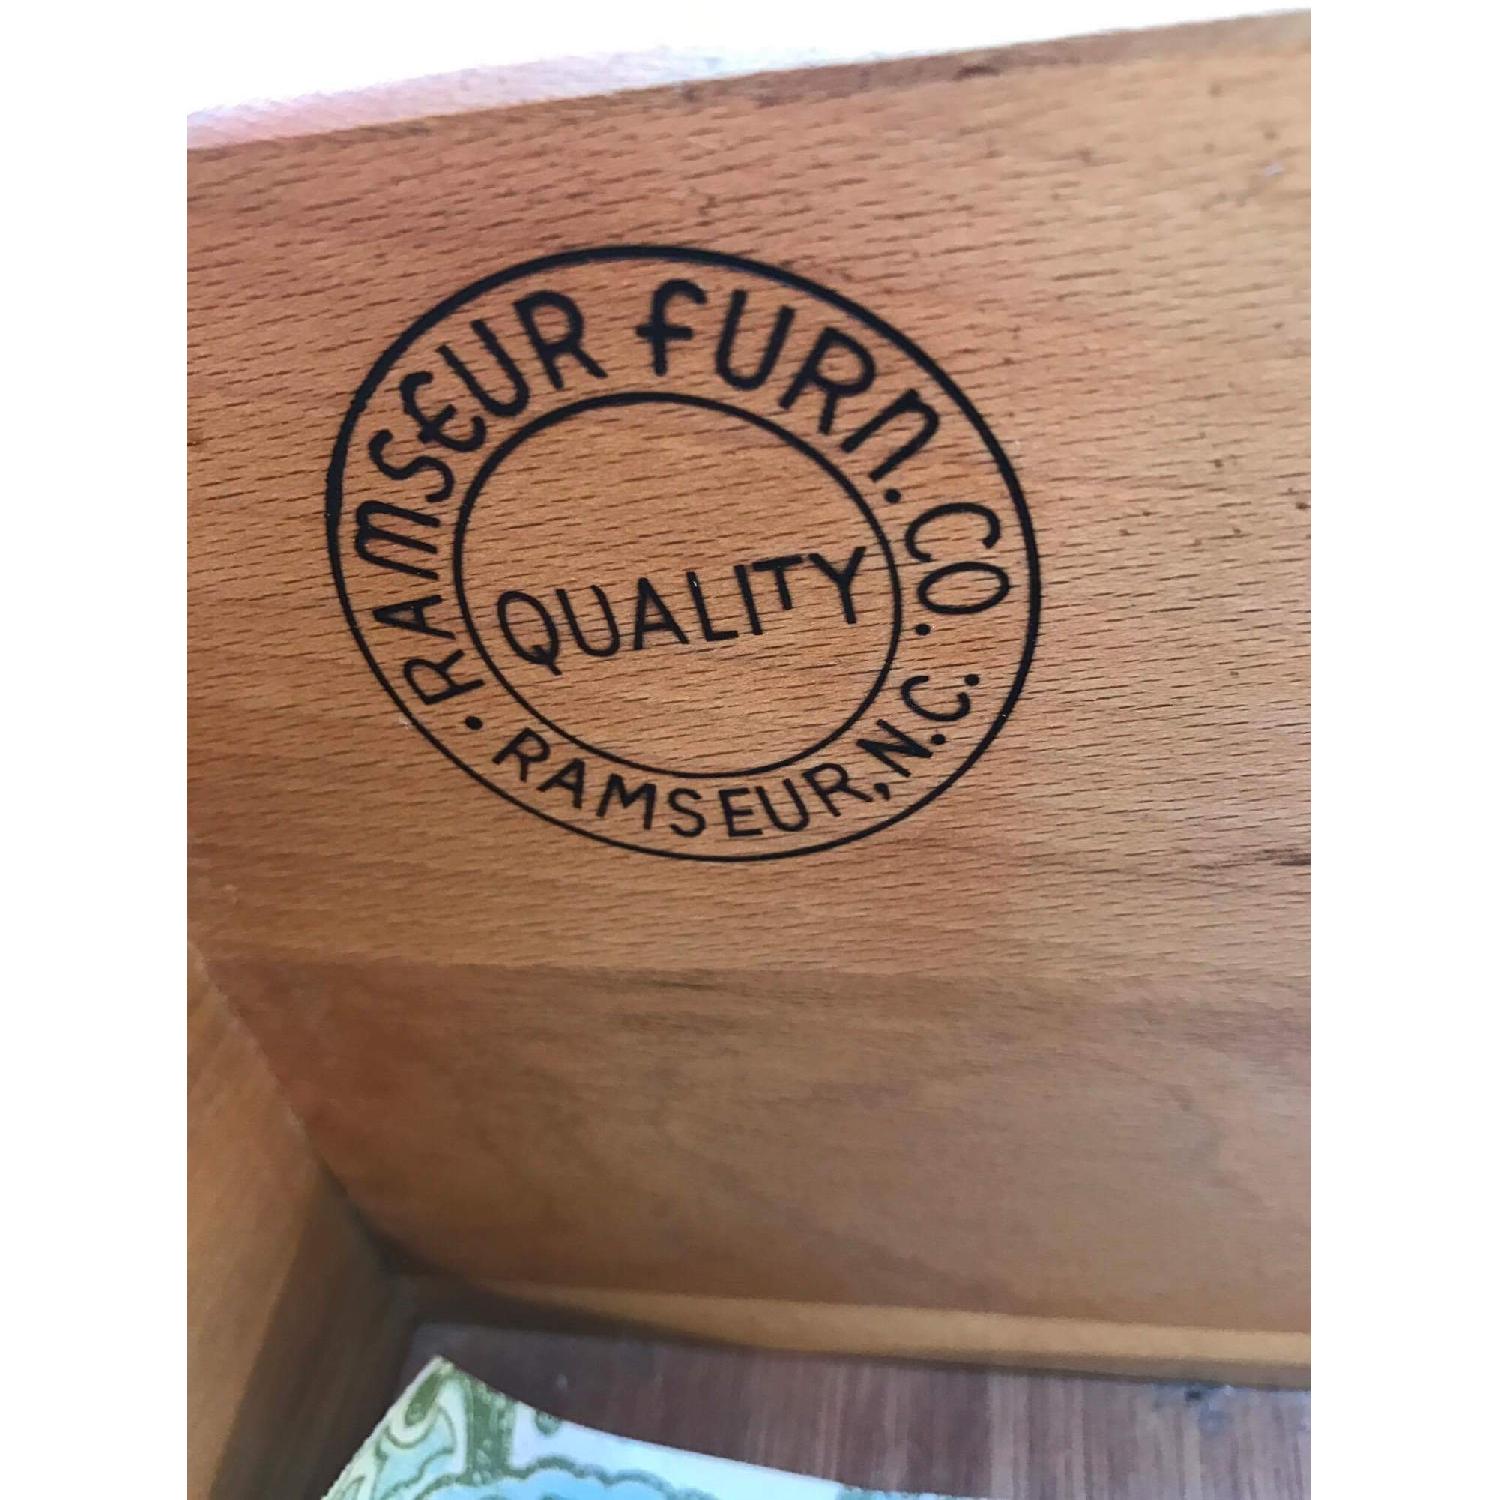 RAMSEUR FURN. CO.
QUALITY
· RAMSEUR, N.C.